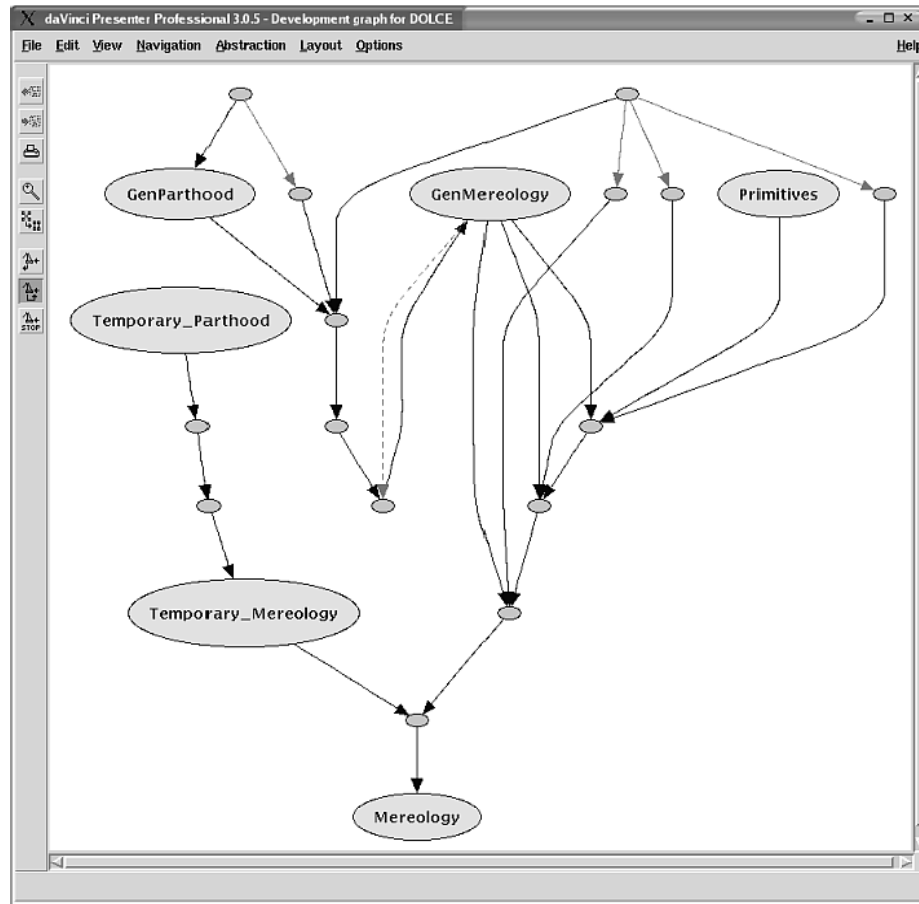 X daVinci Presenter Professional 3.0.5 - Development graph for DOLCE
File Edit View Navigation Abstraction Layout Options Help
GenParthood GenMereology Primitives
Temporary_Parthood
STOP
Temporary_Mereology
Mereology